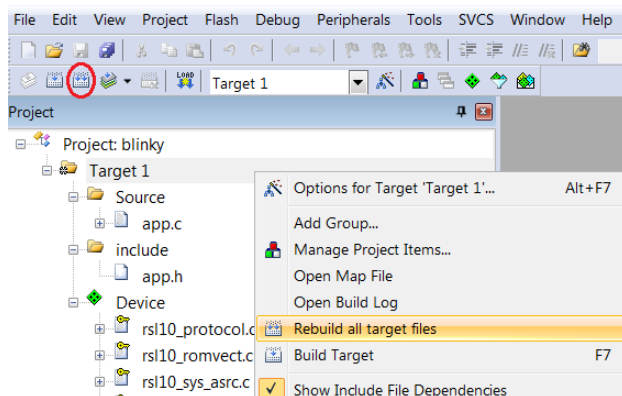 File Edit View Project Flash Debug Peripherals Tools SVCS Window Help
LOAD
Target 1
Project
Project: blinky
Target 1
Source
app.c
include
app.h
Device
rsl10_protocol.c
rsl10_romvect.c
rsl10_sys_asrc.c
Options for Target 'Target 1'... Alt+F7
Add Group...
Manage Project Items...
Open Map File
Open Build Log
Rebuild all target files
Build Target F7
Show Include File Dependencies